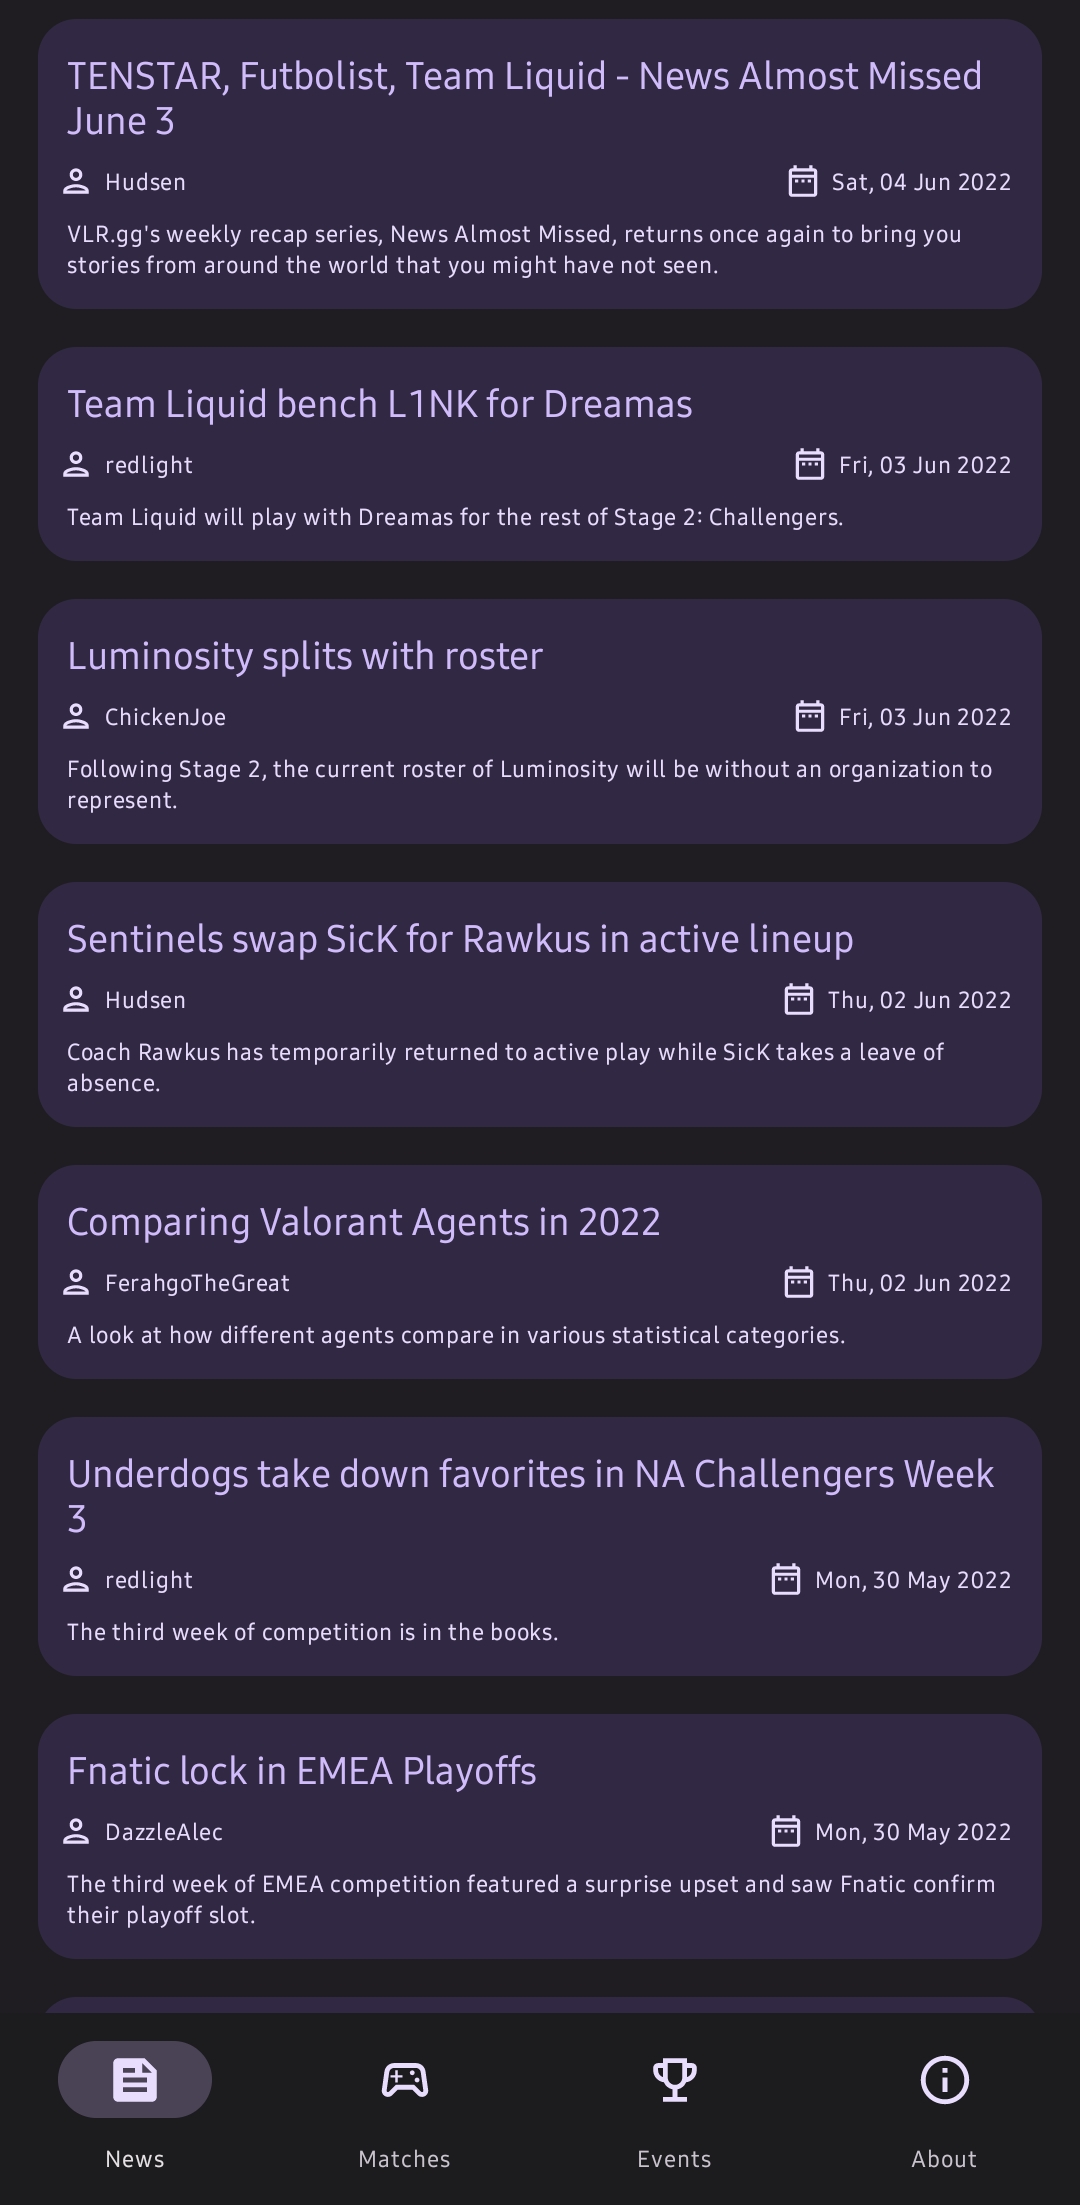 TENSTAR, Futbolist, Team Liquid - News Almost Missed
June 3
Hudsen
Sat, 04 Jun 2022
VLR.gg's weekly recap series, News Almost Missed, returns once again to bring you
stories from around the world that you might have not seen.
Team Liquid bench L1NK for Dreamas
redlight
Fri, 03 Jun 2022
Team Liquid will play with Dreamas for the rest of Stage 2: Challengers.
Luminosity splits with roster
ChickenJoe
Fri, 03 Jun 2022
Following Stage 2, the current roster of Luminosity will be without an organization to
represent.
Sentinels swap SicK for Rawkus in active lineup
Hudsen
Thu, 02 Jun 2022
Coach Rawkus has temporarily returned to active play while SicK takes a leave of
absence.
Comparing Valorant Agents in 2022
FerahgoTheGreat
Thu, 02 Jun 2022
A look at how different agents compare in various statistical categories.
Underdogs take down favorites in NA Challengers Week
3
redlight
Mon, 30 May 2022
The third week of competition is in the books.
Fnatic lock in EMEA Playoffs
DazzleAlec
Mon, 30 May 2022
The third week of EMEA competition featured a surprise upset and saw Fnatic confirm
their playoff slot.
News
Matches
Events
About